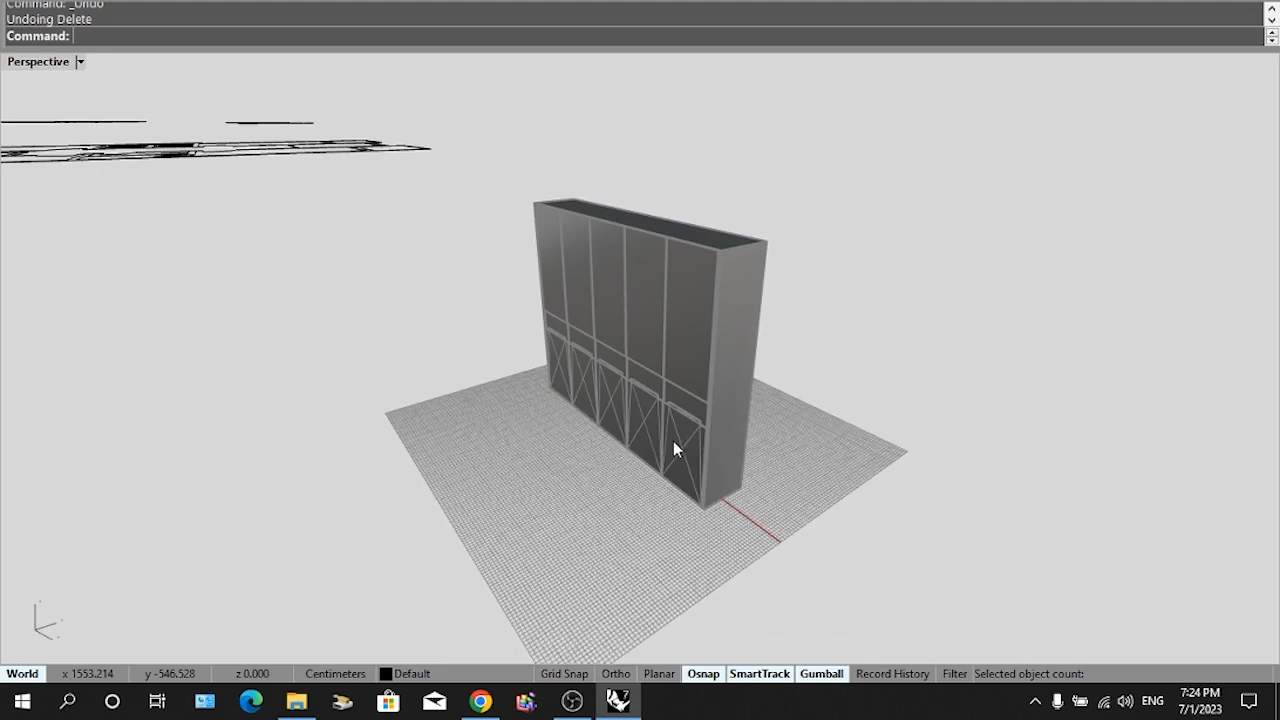 Command: _Undo
Undoing Delete
Command:
Perspective
World x 1553.214 y -546.528 z 0.000 Centimeters Default Grid Snap Ortho Planar Osnap SmartTrack Gumball Record History Filter Selected object count:
ENG
7:24 PM
7/1/2023